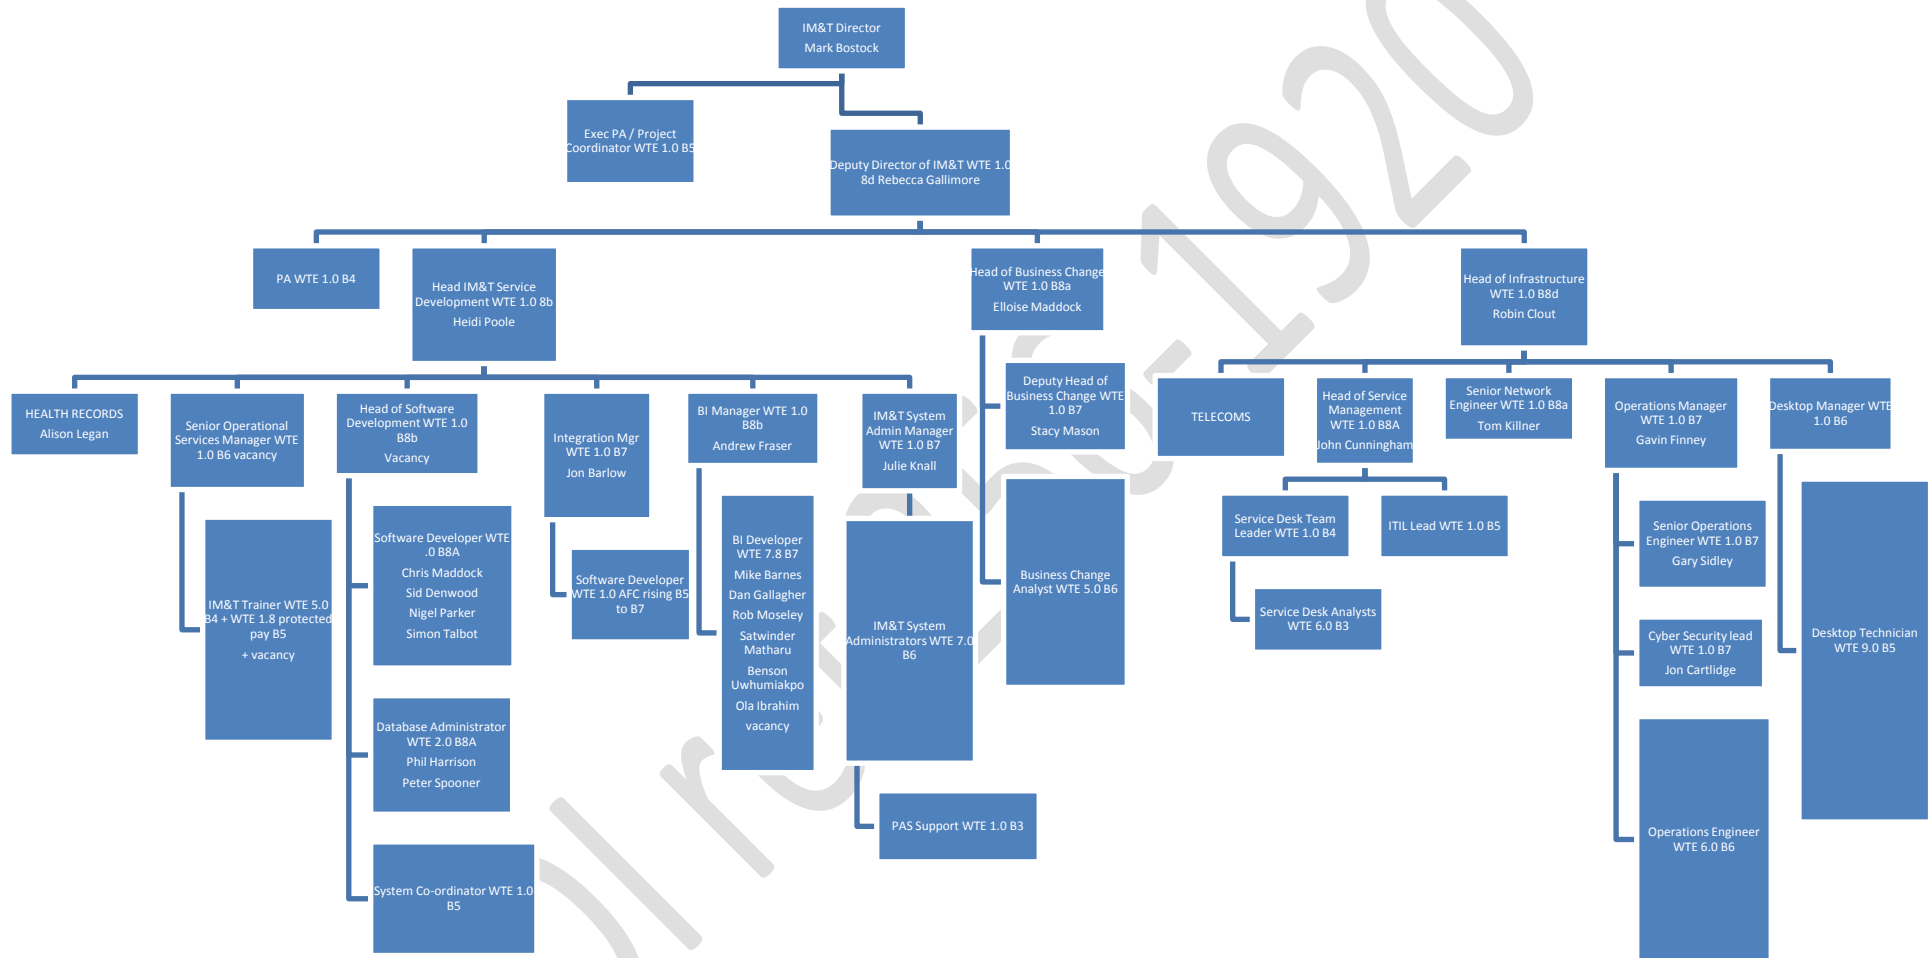 IM&T Director
Mark Bostock
Exec PA / Project
Coordinator WTE 1.0 B5
Deputy Director of IM&T WTE 1.0
8d Rebecca Gallimore
PA WTE 1.0 B4
Head IM&T Service
Development WTE 1.0 8b
Heidi Poole
Head of Business Change
WTE 1.0 B8a
Elloise Maddock
Head of Infrastructure
WTE 1.0 B8d
Robin Clout
HEALTH RECORDS
Alison Legan
Senior Operational
Services Manager WTE
1.0 B6 vacancy
Head of Software
Development WTE 1.0
B8b
Vacancy
Integration Mgr
WTE 1.0 B7
Jon Barlow
BI Manager WTE 1.0
B8b
Andrew Fraser
IM&T System
Admin Manager
WTE 1.0 B7
Julie Knall
Deputy Head of
Business Change WTE
1.0 B7
Stacy Mason
TELECOMS
Head of Service
Management
WTE 1.0 B8A
John Cunningham
Senior Network
Engineer WTE 1.0 B8a
Tom Killner
Operations Manager
WTE 1.0 B7
Gavin Finney
Desktop Manager WTE
1.0 B6
IM&T Trainer WTE 5.0
B4 + WTE 1.8 protected
pay B5
+ vacancy
Software Developer WTE
.0 B8A
Chris Maddock
Sid Denwood
Nigel Parker
Simon Talbot
Database Administrator
WTE 2.0 B8A
Phil Harrison
Peter Spooner
System Co-ordinator WTE 1.0
B5
Software Developer
WTE 1.0 AFC rising B5
to B7
BI Developer
WTE 7.8 B7
Mike Barnes
Dan Gallagher
Rob Moseley
Satwinder
Matharu
Benson
Uwhumiakpo
Ola Ibrahim
vacancy
IM&T System
Administrators WTE 7.0
B6
PAS Support WTE 1.0 B3
Business Change
Analyst WTE 5.0 B6
Service Desk Team
Leader WTE 1.0 B4
ITIL Lead WTE 1.0 B5
Service Desk Analysts
WTE 6.0 B3
Senior Operations
Engineer WTE 1.0 B7
Gary Sidley
Cyber Security lead
WTE 1.0 B7
Jon Cartlidge
Operations Engineer
WTE 6.0 B6
Desktop Technician
WTE 9.0 B5